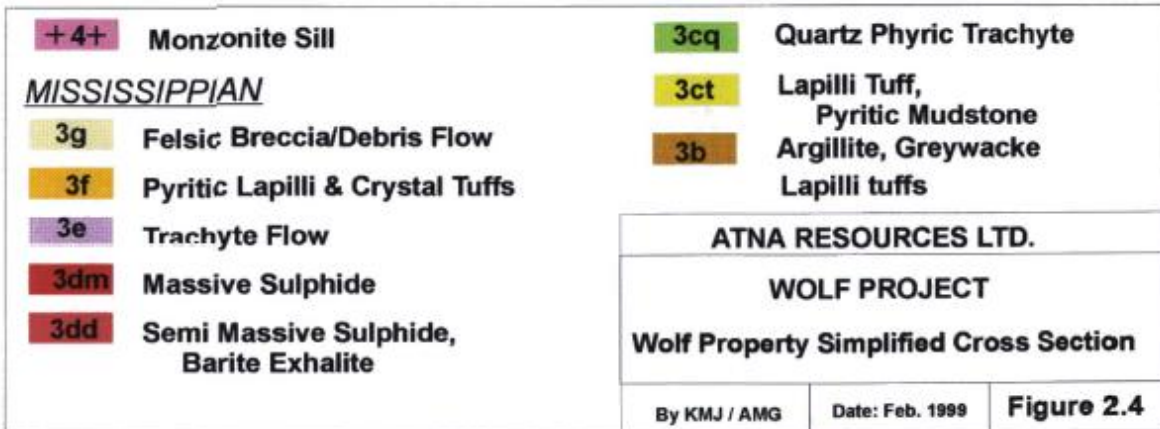 +4+ Monzonite Sill
MISSISSIPPIAN
3g Felsic Breccia/Debris Flow
3f Pyritic Lapilli & Crystal Tuffs
3e Trachyte Flow
3dm Massive Sulphide
3dd Semi Massive Sulphide,
Barite Exhalite
3cq Quartz Phyric Trachyte
3ct Lapilli Tuff,
Pyritic Mudstone
3b Argillite, Greywacke
Lapilli tuffs
ATNA RESOURCES LTD.
WOLF PROJECT
Wolf Property Simplified Cross Section
By KMJ / AMG Date: Feb. 1999 Figure 2.4